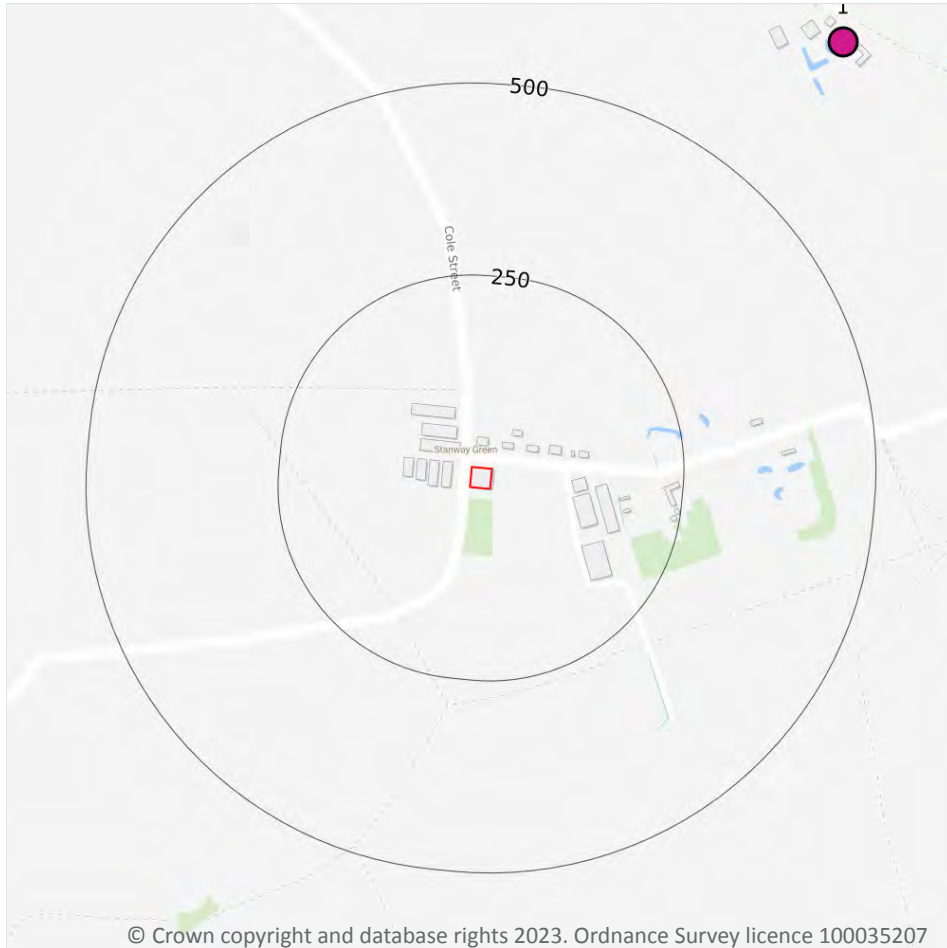 1
500
Cole Street
250
Stanway Green
© Crown copyright and database rights 2023. Ordnance Survey licence 100035207